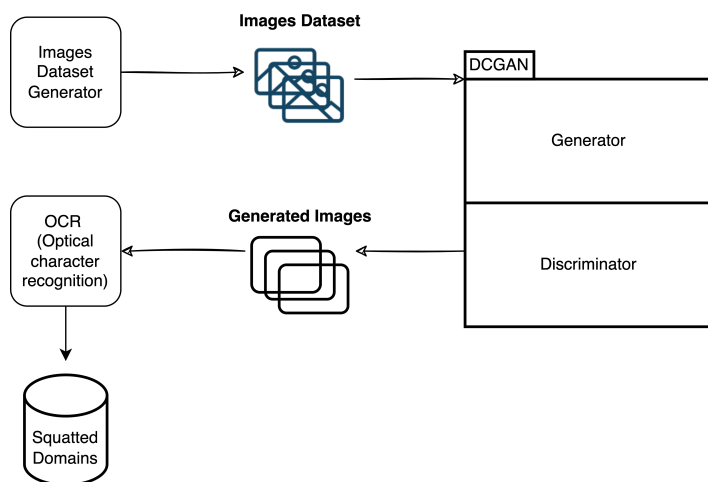 Images Dataset
Images
Dataset
Generator
DCGAN
Generator
Generated Images
OCR
(Optical
character
recognition)
Discriminator
Squatted
Domains